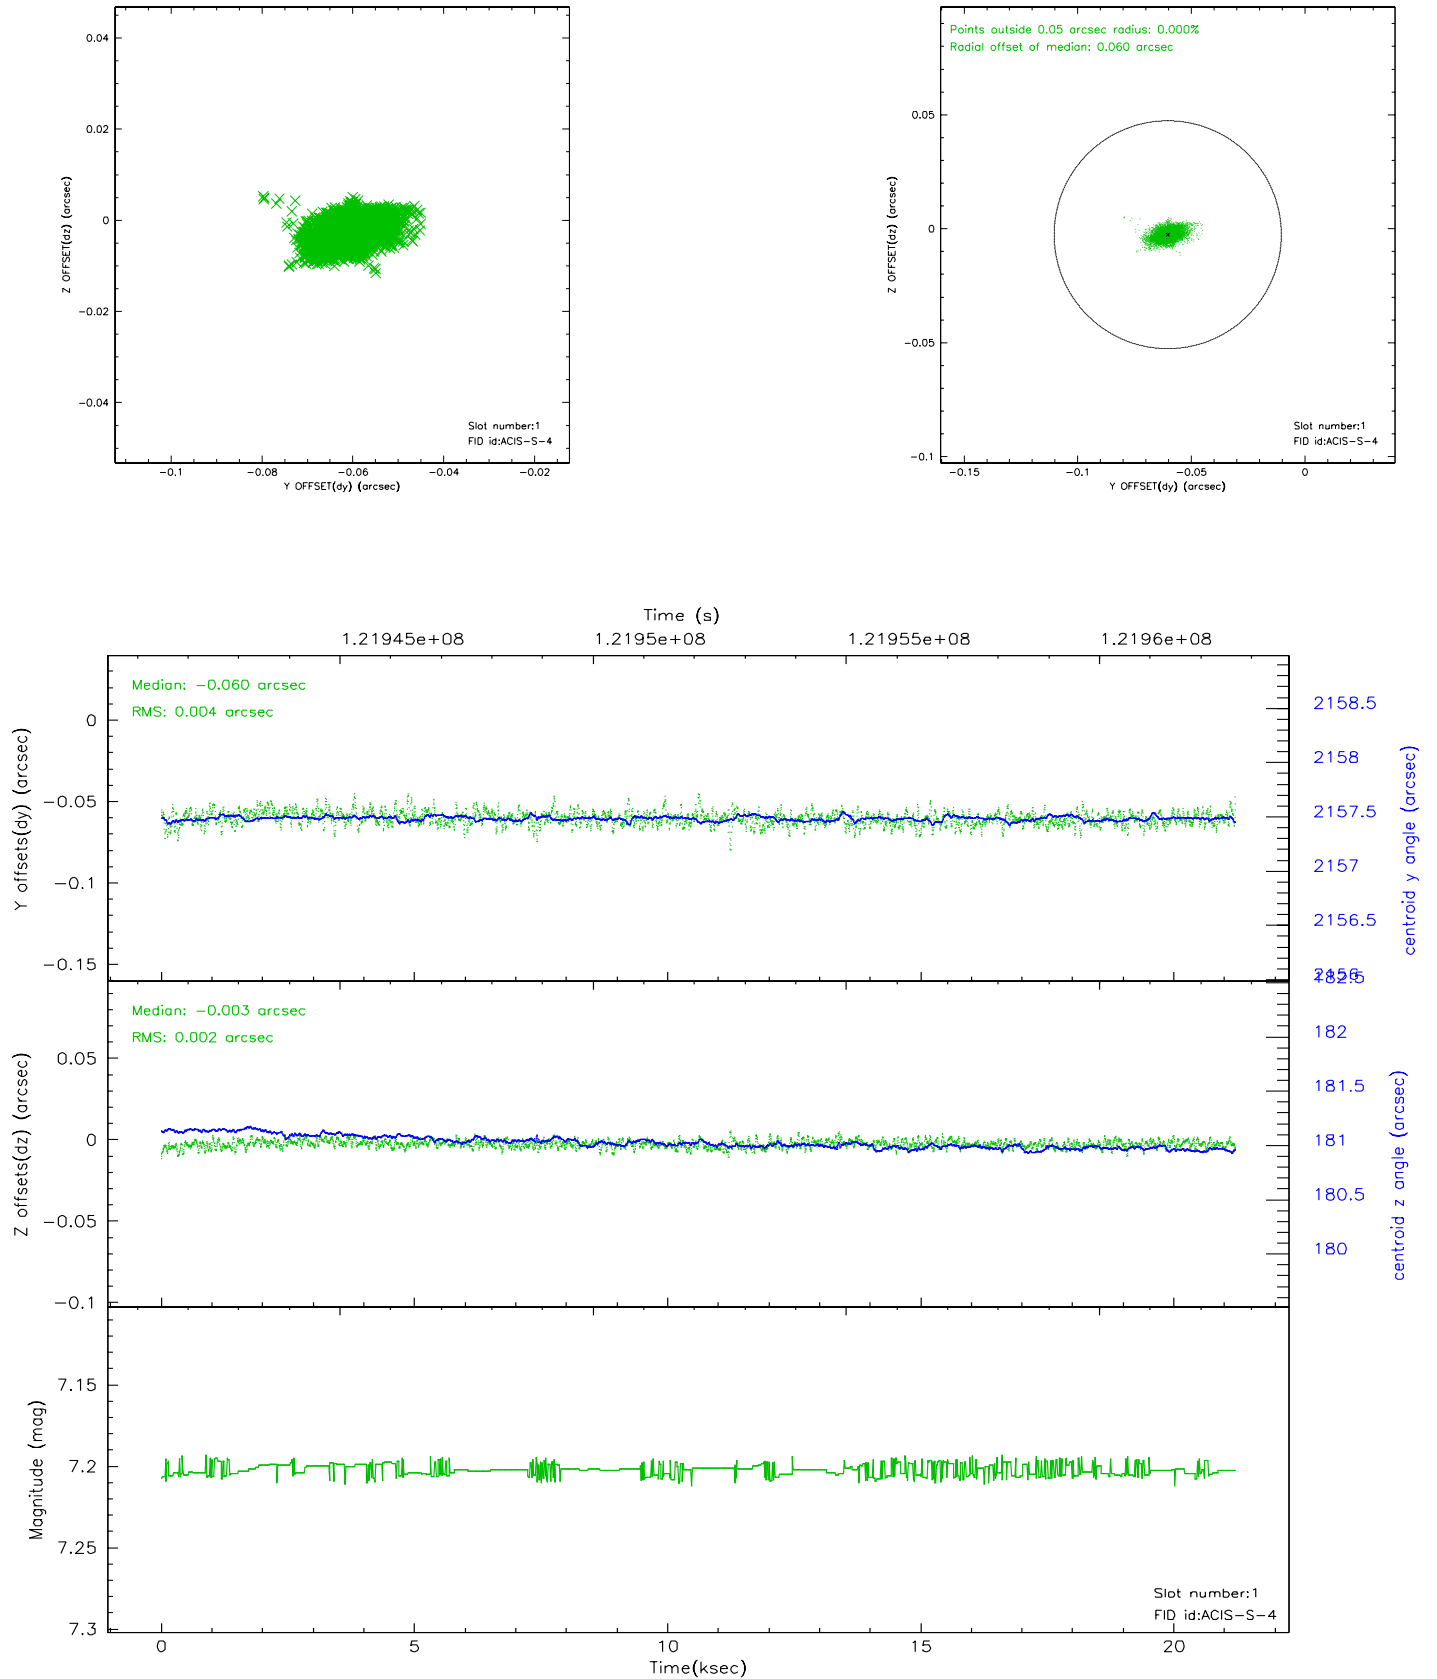 0.04
0.02
0
−0.02
−0.04
Z OFFSET(dz) (arcsec)
Slot number:1
FID id:ACIS−S−4
−0.1 −0.08 −0.06 −0.04 −0.02
Y OFFSET(dy) (arcsec)
Points outside 0.05 arcsec radius: 0.000%
Radial offset of median: 0.060 arcsec
0.05
0
−0.05
−0.1
Z OFFSET(dz) (arcsec)
Slot number:1
FID id:ACIS−S−4
−0.15 −0.1 −0.05 0
Y OFFSET(dy) (arcsec)
Time (s)
1.21945e+08 1.2195e+08 1.21955e+08 1.2196e+08
Median: −0.060 arcsec
RMS: 0.004 arcsec
0
−0.05
−0.1
−0.15
Y offsets(dy) (arcsec)
2158.5
2158
2157.5
2157
2156.5
2156
centroid y angle (arcsec)
Median: −0.003 arcsec
RMS: 0.002 arcsec
0.05
0
−0.05
−0.1
Z offsets(dz) (arcsec)
182.5
182
181.5
181
180.5
180
centroid z angle (arcsec)
7.15
7.2
7.25
7.3
Magnitude (mag)
Slot number:1
FID id:ACIS−S−4
0 5 10 15 20
Time(ksec)